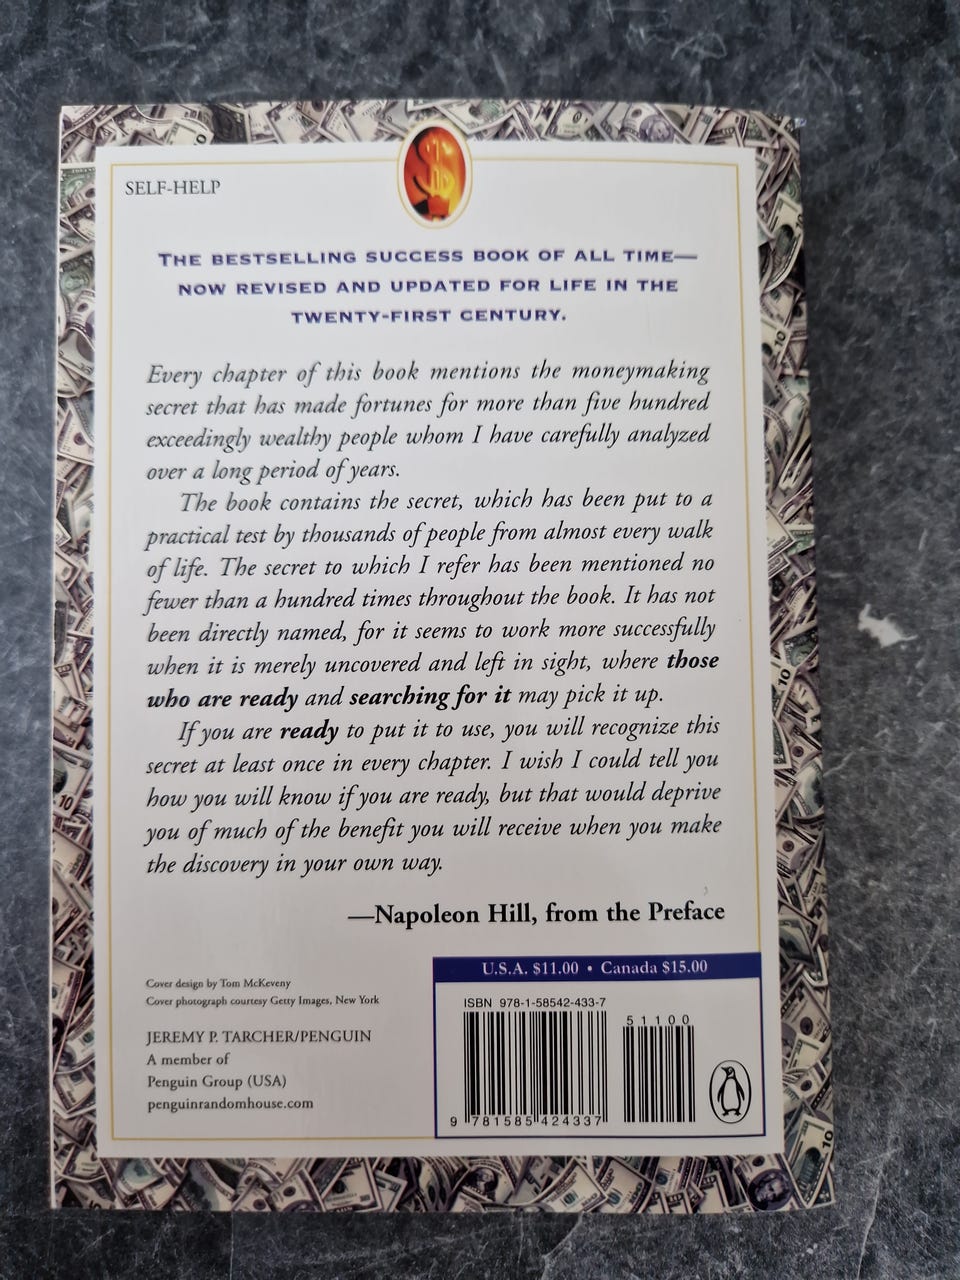 SELF-HELP
THE BESTSELLING SUCCESS BOOK OF ALL TIME—
NOW REVISED AND UPDATED FOR LIFE IN THE
TWENTY-FIRST CENTURY.
Every chapter of this book mentions the moneymaking
secret that has made fortunes for more than five hundred
exceedingly wealthy people whom I have carefully analyzed
over a long period of years.
The book contains the secret, which has been put to a
practical test by thousands of people from almost every walk
of life. The secret to which I refer has been mentioned no
fewer than a hundred times throughout the book. It has not
been directly named, for it seems to work more successfully
when it is merely uncovered and left in sight, where those
who are ready and searching for it may pick it up.
If you are ready to put it to use, you will recognize this
secret at least once in every chapter. I wish I could tell you
how you will know if you are ready, but that would deprive
you of much of the benefit you will receive when you make
the discovery in your own way.
—Napoleon Hill, from the Preface
Cover design by Tom McKeveny
Cover photograph courtesy Getty Images, New York
JEREMY P. TARCHER/PENGUIN
A member of
Penguin Group (USA)
penguinrandomhouse.com
U.S.A. $11.00 • Canada $15.00
ISBN 978-1-58542-433-7
51100
9 781585 424337